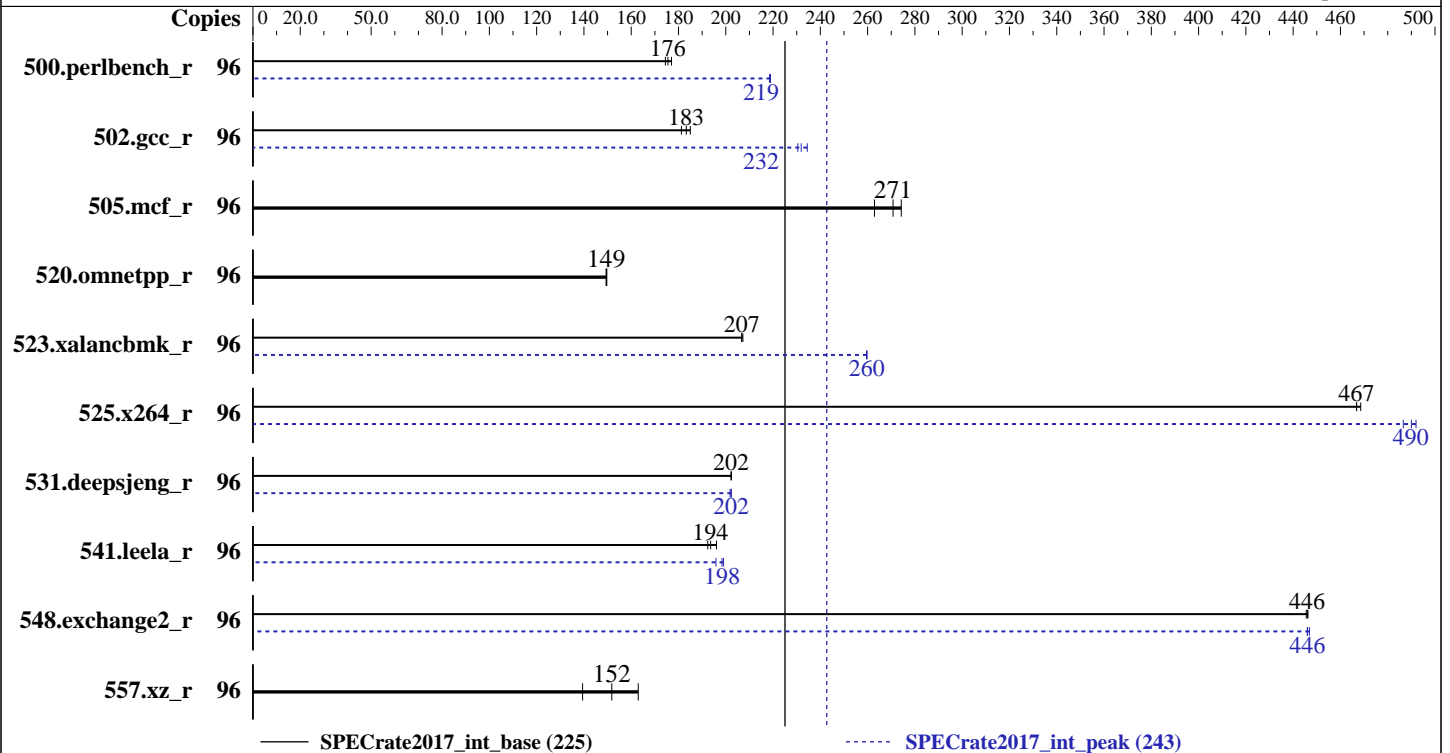 Copies 0 20.0 50.0 80.0 100 120 140 160 180 200 220 240 260 280 300 320 340 360 380 400 420 440 460 500
176
500.perlbench_r 96
219
183
502.gcc_r 96
232
271
505.mcf_r 96
149
520.omnetpp_r 96
207
523.xalancbmk_r 96
260
467
525.x264_r 96
490
202
531.deepsjeng_r 96
202
194
541.leela_r 96
198
446
548.exchange2_r 96
446
152
557.xz_r 96
SPECrate2017_int_base (225) SPECrate2017_int_peak (243)